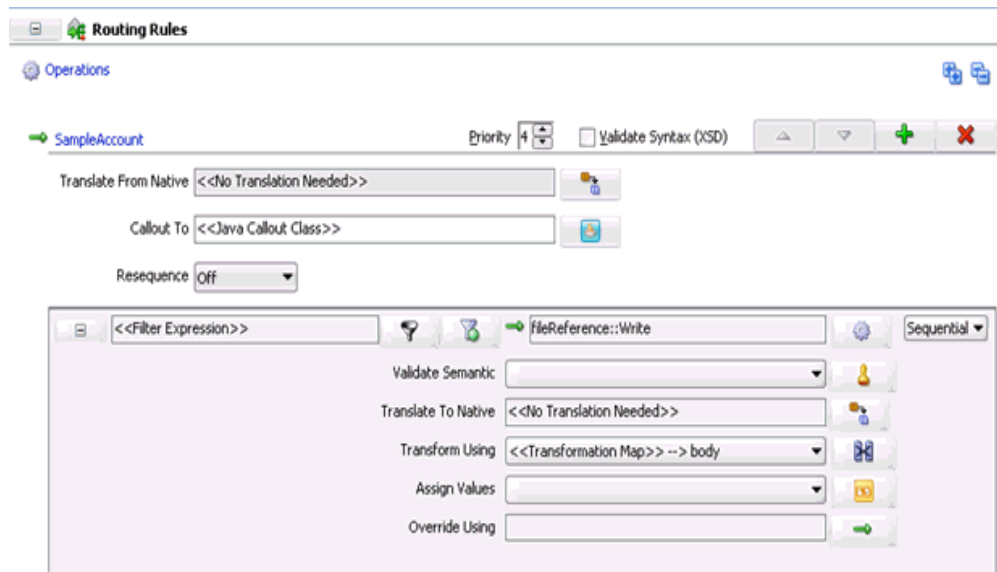 Routing Rules
Operations
SampleAccount Priority 4 Validate Syntax (XSD)
Translate From Native <<No Translation Needed>>
Callout To <<Java Callout Class>>
Resequence Off
<<Filter Expression>> fileReference::Write Sequential
Validate Semantic
Translate To Native <<No Translation Needed>>
Transform Using <<Transformation Map>> --> body
Assign Values
Override Using